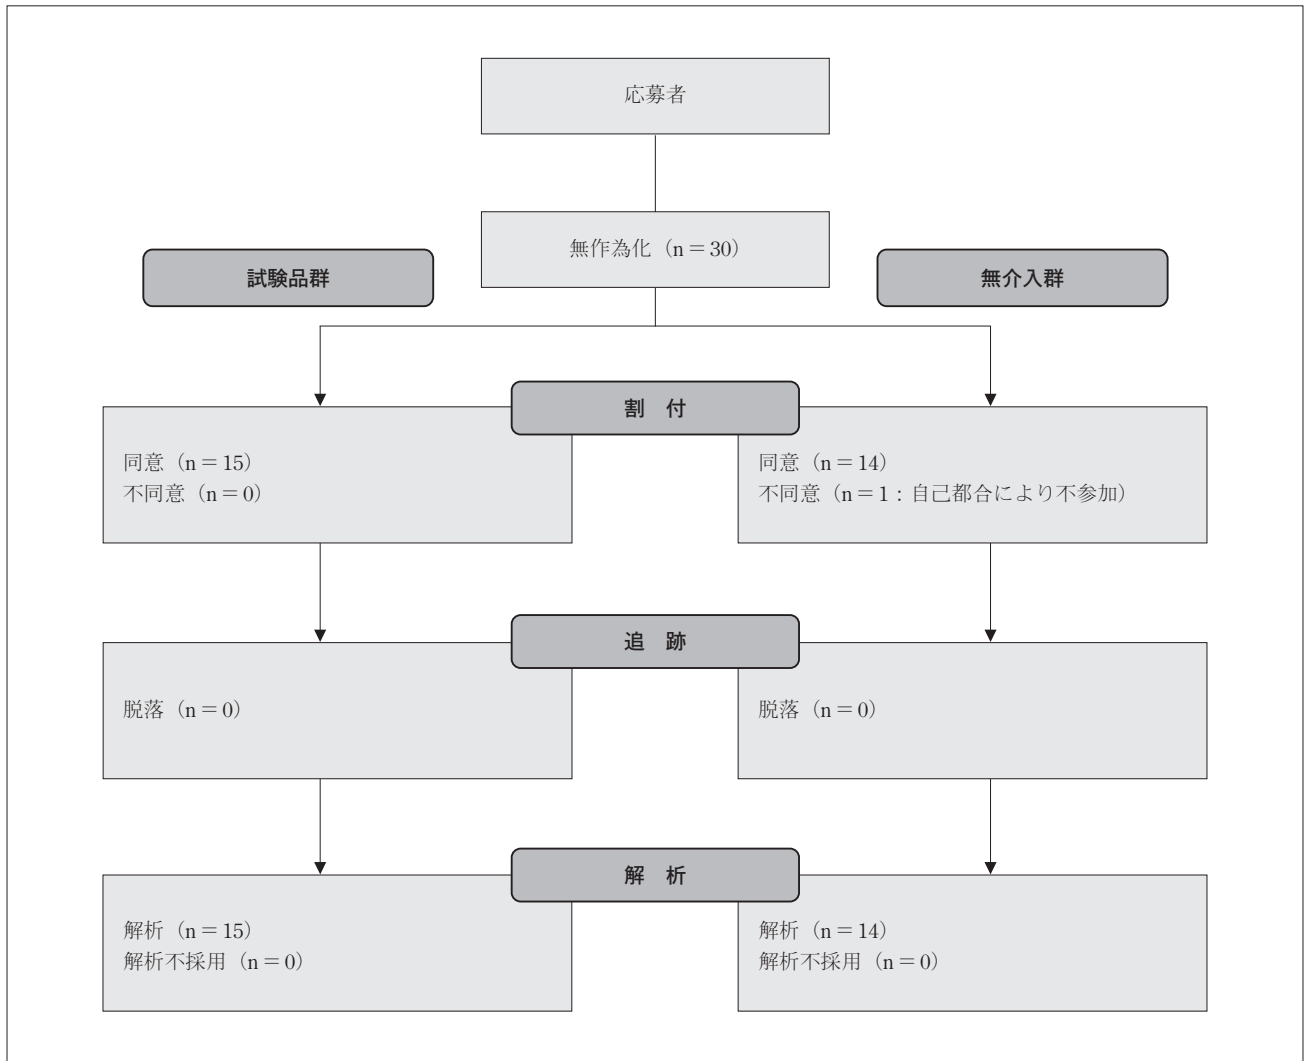 応募者
無作為化（n＝30）
試験品群
無介入群
割　付
同意（n＝15）
不同意（n＝0）
同意（n＝14）
不同意（n＝1：自己都合により不参加）
追　跡
脱落（n＝0）
脱落（n＝0）
解　析
解析（n＝15）
解析不採用（n＝0）
解析（n＝14）
解析不採用（n＝0）